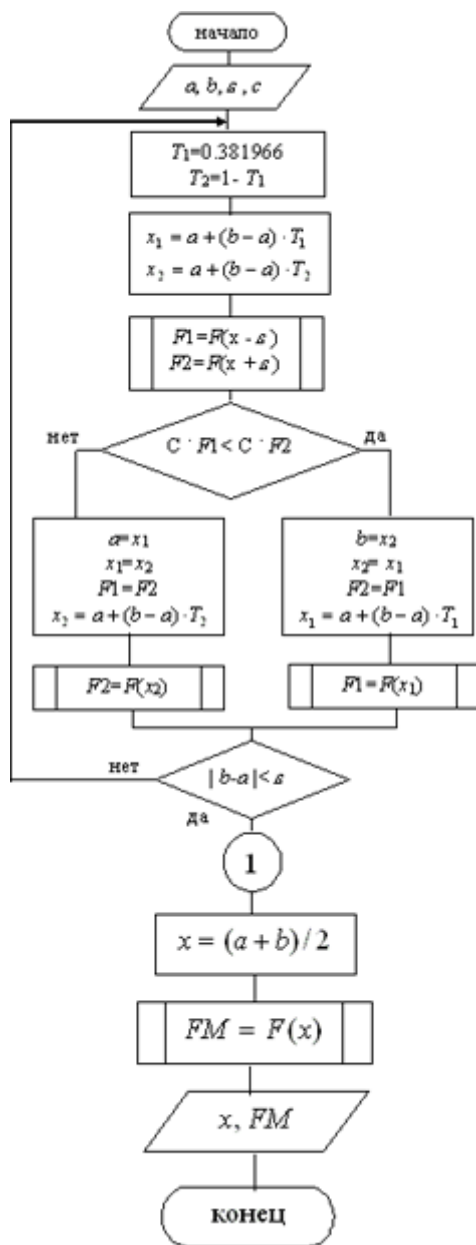 начало
a, b, ε, c
T₁=0.381966
T₂=1- T₁
x₁ = a + (b − a) · T₁
x₂ = a + (b − a) · T₂
F1=F(x - ε)
F2=F(x + ε)
нет
C · F1 < C · F2
да
a=x₁
x₁=x₂
F1=F2
x₂ = a + (b − a) · T₂
F2=F(x₂)
b=x₂
x₂= x₁
F2=F1
x₁ = a + (b − a) · T₁
F1=F(x₁)
нет
| b-a |< ε
да
1
x = (a + b) / 2
FM = F(x)
x, FM
конец